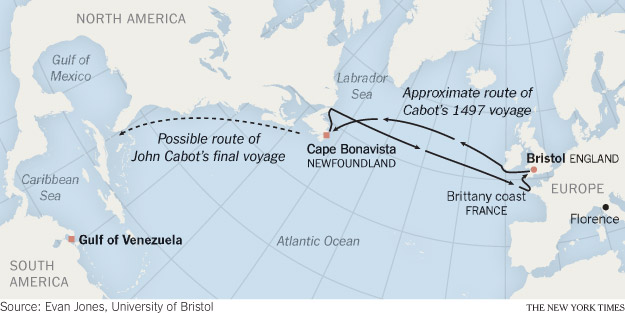 NORTH AMERICA
Gulf of
Mexico
Labrador
Sea
Approximate route of
Cabot's 1497 voyage
Possible route of
John Cabot's final voyage
Cape Bonavista
NEWFOUNDLAND
Bristol ENGLAND
Brittany coast
FRANCE
EUROPE
Florence
Caribbean
Sea
Gulf of Venezuela
Atlantic Ocean
SOUTH
AMERICA
Source: Evan Jones, University of Bristol
THE NEW YORK TIMES